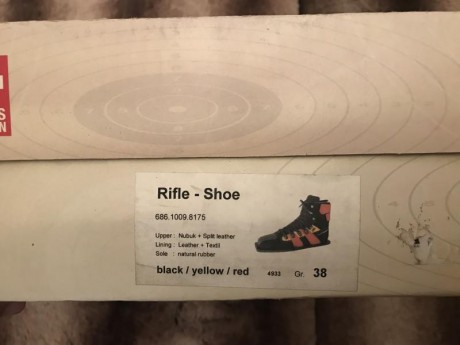 S
N
Rifle - Shoe
686.1009.8175
Upper : Nubuk + Split leather
Lining : Leather + Textil
Sole : natural rubber
black / yellow / red 4933 Gr. 38